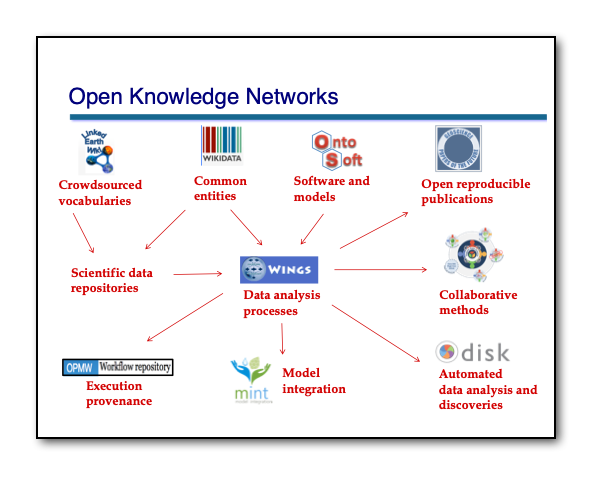 Open Knowledge Networks
Linked
Earth
Wiki
WIKIDATA
Onto
Soft
Crowdsourced
vocabularies
Common
entities
Software and
models
Open reproducible
publications
Scientific data
repositories
WINGS
Data analysis
processes
Collaborative
methods
OPMW Workflow repository
Execution
provenance
mint
model integration
Model
integration
disk
Automated
data analysis and
discoveries